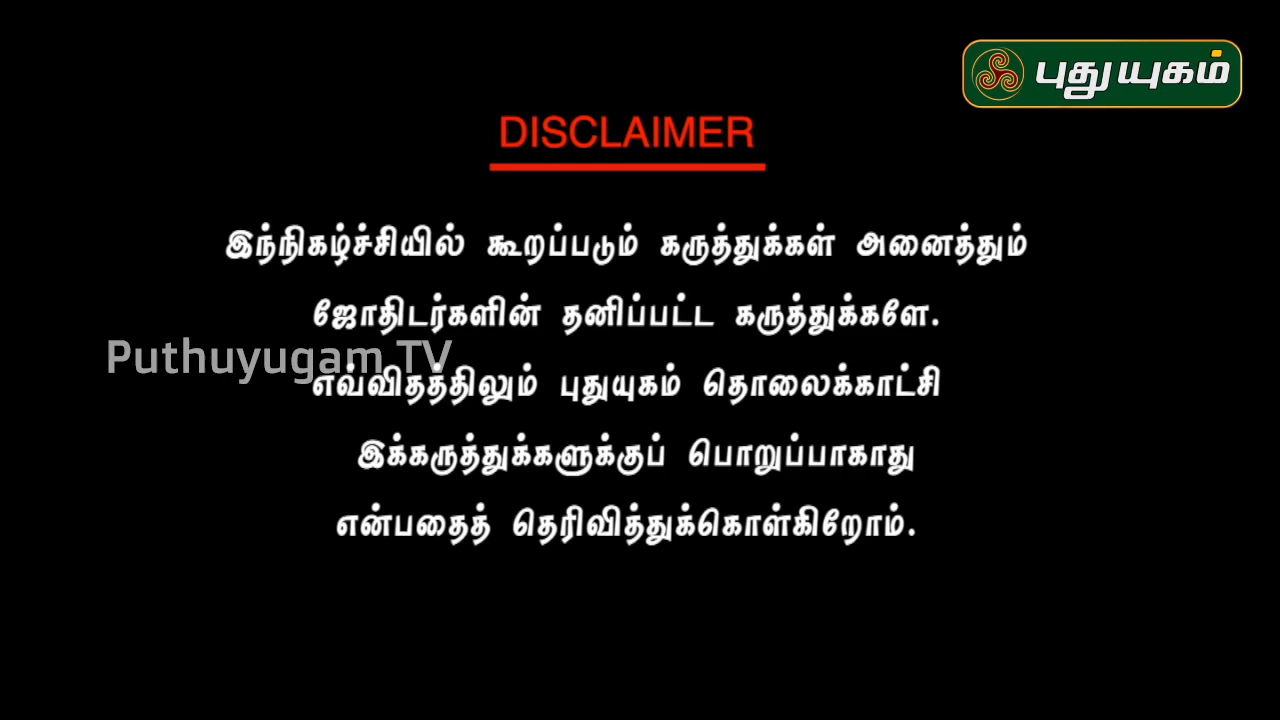 புதுயுகம்
DISCLAIMER
இந்நிகழ்ச்சியில் கூறப்படும் கருத்துக்கள் அனைத்தும்
ஜோதிடர்களின் தனிப்பட்ட கருத்துக்களே.
Puthuyugam TV
எவ்விதத்திலும் புதுயுகம் தொலைக்காட்சி
இக்கருத்துக்களுக்குப் பொறுப்பாகாது
என்பதைத் தெரிவித்துக்கொள்கிறோம்.